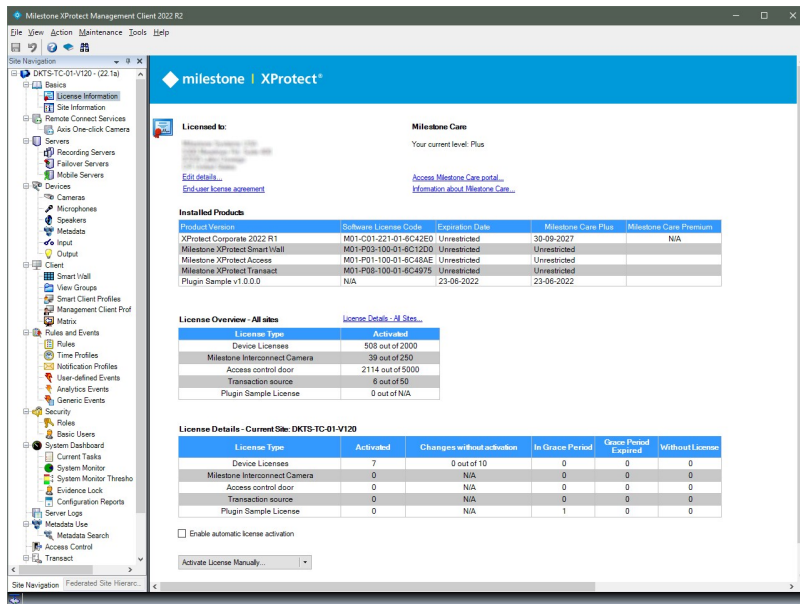 Milestone XProtect Management Client 2022 R2
File View Action Maintenance Tools Help
Site Navigation
DKTS-TC-01-V120 - (22.1a)
Basics
License Information
Site Information
Remote Connect Services
Axis One-click Camera
Servers
Recording Servers
Failover Servers
Mobile Servers
Devices
Cameras
Microphones
Speakers
Metadata
Input
Output
Client
Smart Wall
View Groups
Smart Client Profiles
Management Client Prof
Matrix
Rules and Events
Rules
Time Profiles
Notification Profiles
User-defined Events
Analytics Events
Generic Events
Security
Roles
Basic Users
System Dashboard
Current Tasks
System Monitor
System Monitor Thresho
Evidence Lock
Configuration Reports
Server Logs
Metadata Use
Metadata Search
Access Control
Transact
Site Navigation Federated Site Hierarc...
milestone | XProtect®
Licensed to:
Edit details...
End-user license agreement
Milestone Care
Your current level: Plus
Access Milestone Care portal...
Information about Milestone Care...
Installed Products
Product Version Software License Code Expiration Date Milestone Care Plus Milestone Care Premium
XProtect Corporate 2022 R1 M01-C01-221-01-6C42E0 Unrestricted 30-09-2027 N/A
Milestone XProtect Smart Wall M01-P03-100-01-6C12D0 Unrestricted Unrestricted
Milestone XProtect Access M01-P01-100-01-6C48AE Unrestricted Unrestricted
Milestone XProtect Transact M01-P08-100-01-6C4975 Unrestricted Unrestricted
Plugin Sample v1.0.0.0 N/A 23-06-2022 23-06-2022
License Overview - All sites License Details - All Sites...
License Type Activated
Device Licenses 508 out of 2000
Milestone Interconnect Camera 39 out of 250
Access control door 2114 out of 5000
Transaction source 6 out of 50
Plugin Sample License 0 out of N/A
License Details - Current Site: DKTS-TC-01-V120
License Type Activated Changes without activation In Grace Period Grace Period Expired Without License
Device Licenses 7 0 out of 10 0 0 0
Milestone Interconnect Camera 0 N/A 0 0 0
Access control door 0 N/A 0 0 0
Transaction source 0 N/A 0 0 0
Plugin Sample License 0 N/A 1 0 0
Enable automatic license activation
Activate License Manually...